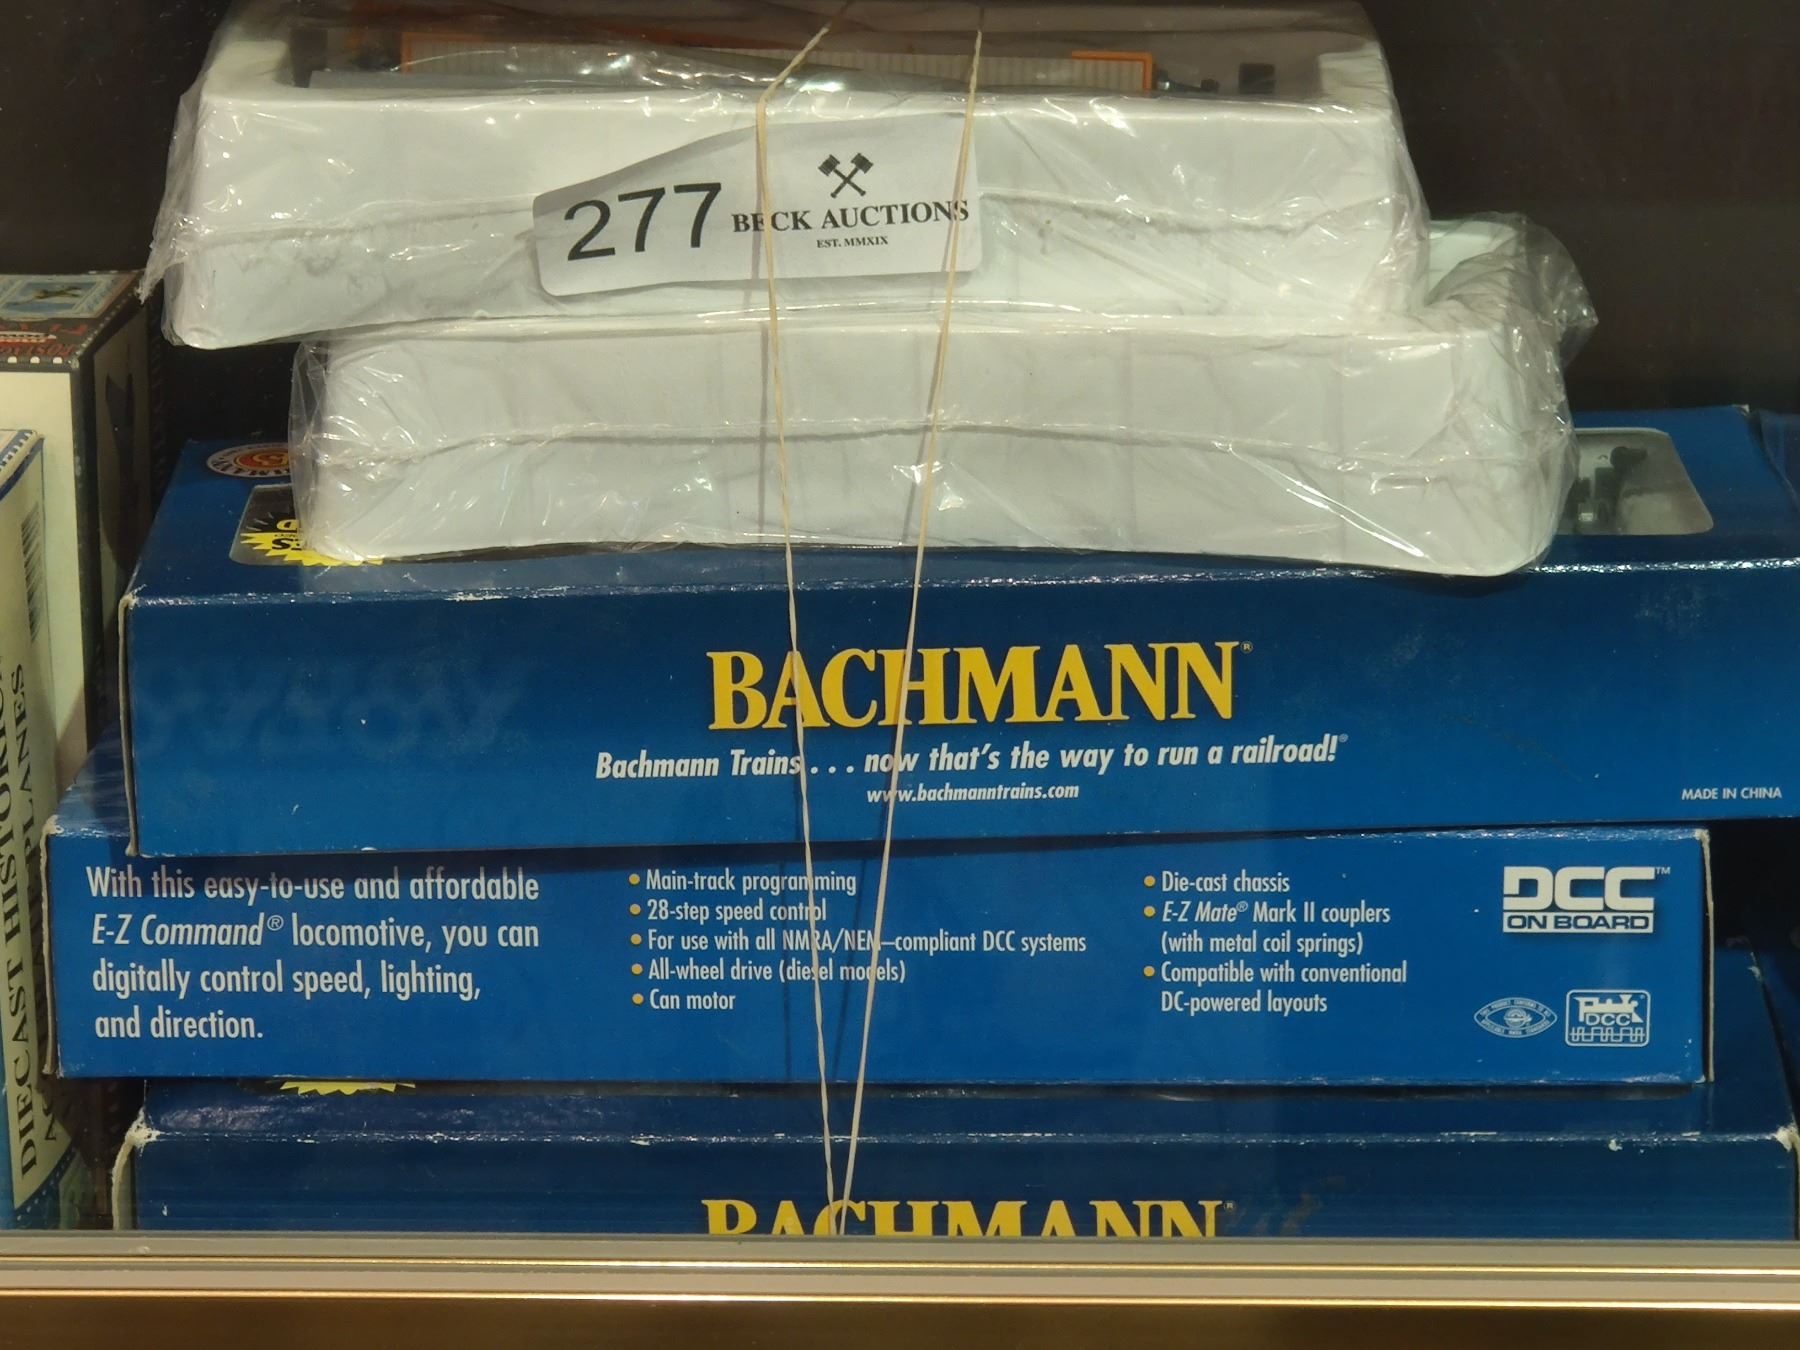 277
BECK AUCTIONS
EST. MMXIX
BACHMANN®
Bachmann Trains . . . now that's the way to run a railroad!®
www.bachmanntrains.com
MADE IN CHINA
With this easy-to-use and affordable
E-Z Command® locomotive, you can
digitally control speed, lighting,
and direction.
• Main-track programming
• 28-step speed control
• For use with all NMRA/NEM–compliant DCC systems
• All-wheel drive (diesel models)
• Can motor
• Die-cast chassis
• E-Z Mate® Mark II couplers
(with metal coil springs)
• Compatible with conventional
DC-powered layouts
DCC™
ON BOARD
DCC
BACHMANN®
DIECAST HISTORICAL
PLANES